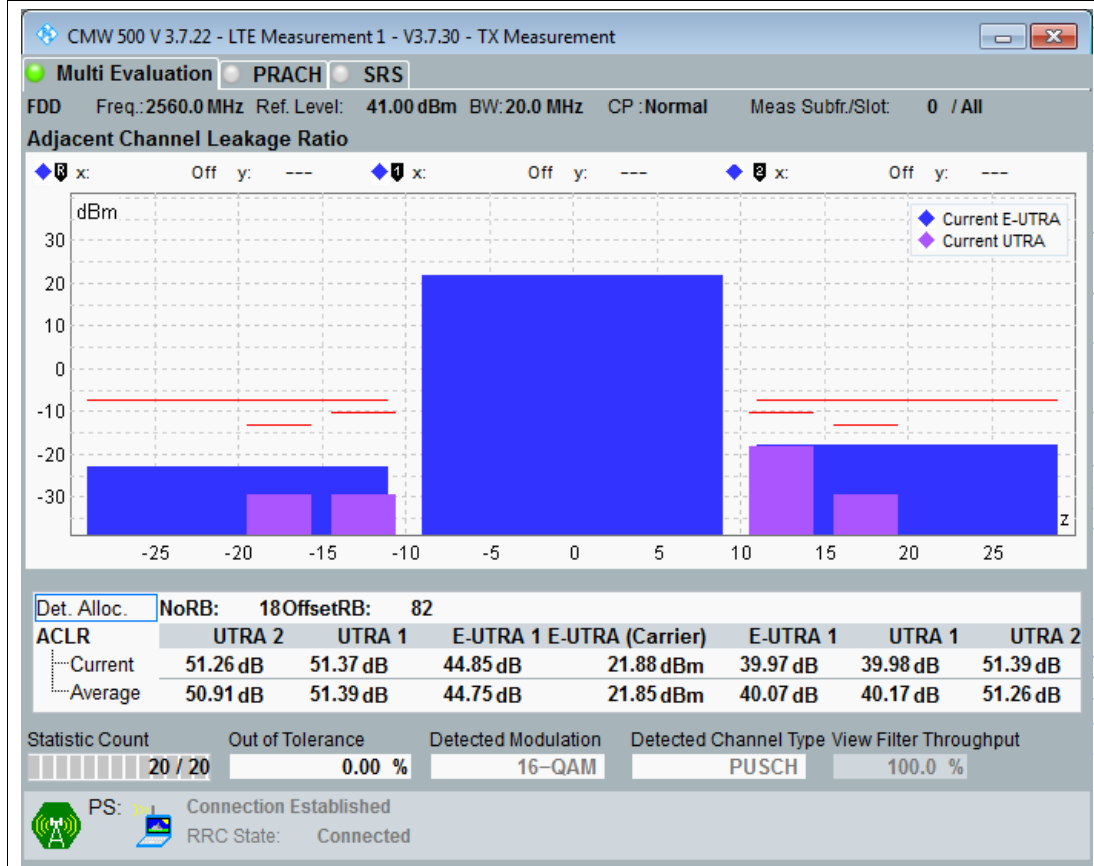 CMW 500 V 3.7.22 - LTE Measurement 1 - V3.7.30 - TX Measurement
Multi Evaluation PRACH SRS
FDD Freq.: 2560.0 MHz Ref. Level: 41.00 dBm BW: 20.0 MHz CP : Normal Meas Subfr./Slot: 0 / All
Adjacent Channel Leakage Ratio
R x: Off y: --- 1 x: Off y: --- 2 x: Off y: ---
dBm
Current E-UTRA
Current UTRA
30
20
10
0
-10
-20
-30
z
-25 -20 -15 -10 -5 0 5 10 15 20 25
Det. Alloc. NoRB: 18 OffsetRB: 82
ACLR UTRA 2 UTRA 1 E-UTRA 1 E-UTRA (Carrier) E-UTRA 1 UTRA 1 UTRA 2
Current 51.26 dB 51.37 dB 44.85 dB 21.88 dBm 39.97 dB 39.98 dB 51.39 dB
Average 50.91 dB 51.39 dB 44.75 dB 21.85 dBm 40.07 dB 40.17 dB 51.26 dB
Statistic Count Out of Tolerance Detected Modulation Detected Channel Type View Filter Throughput
20 / 20 0.00 % 16-QAM PUSCH 100.0 %
PS: Connection Established
RRC State: Connected